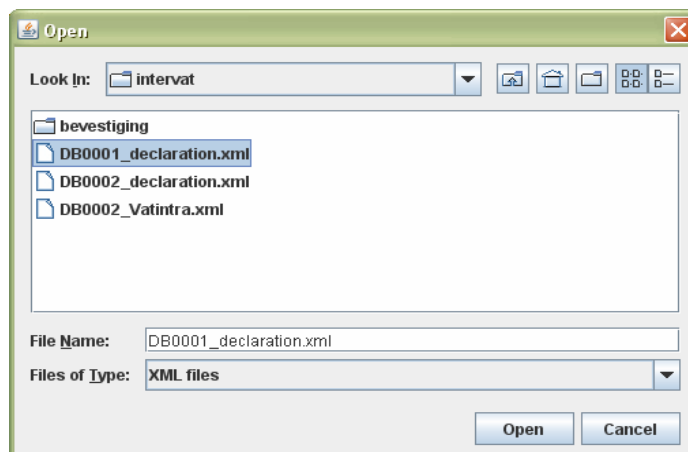 Open
Look In: intervat
bevestiging
DB0001_declaration.xml
DB0002_declaration.xml
DB0002_Vatintra.xml
File Name: DB0001_declaration.xml
Files of Type: XML files
Open Cancel